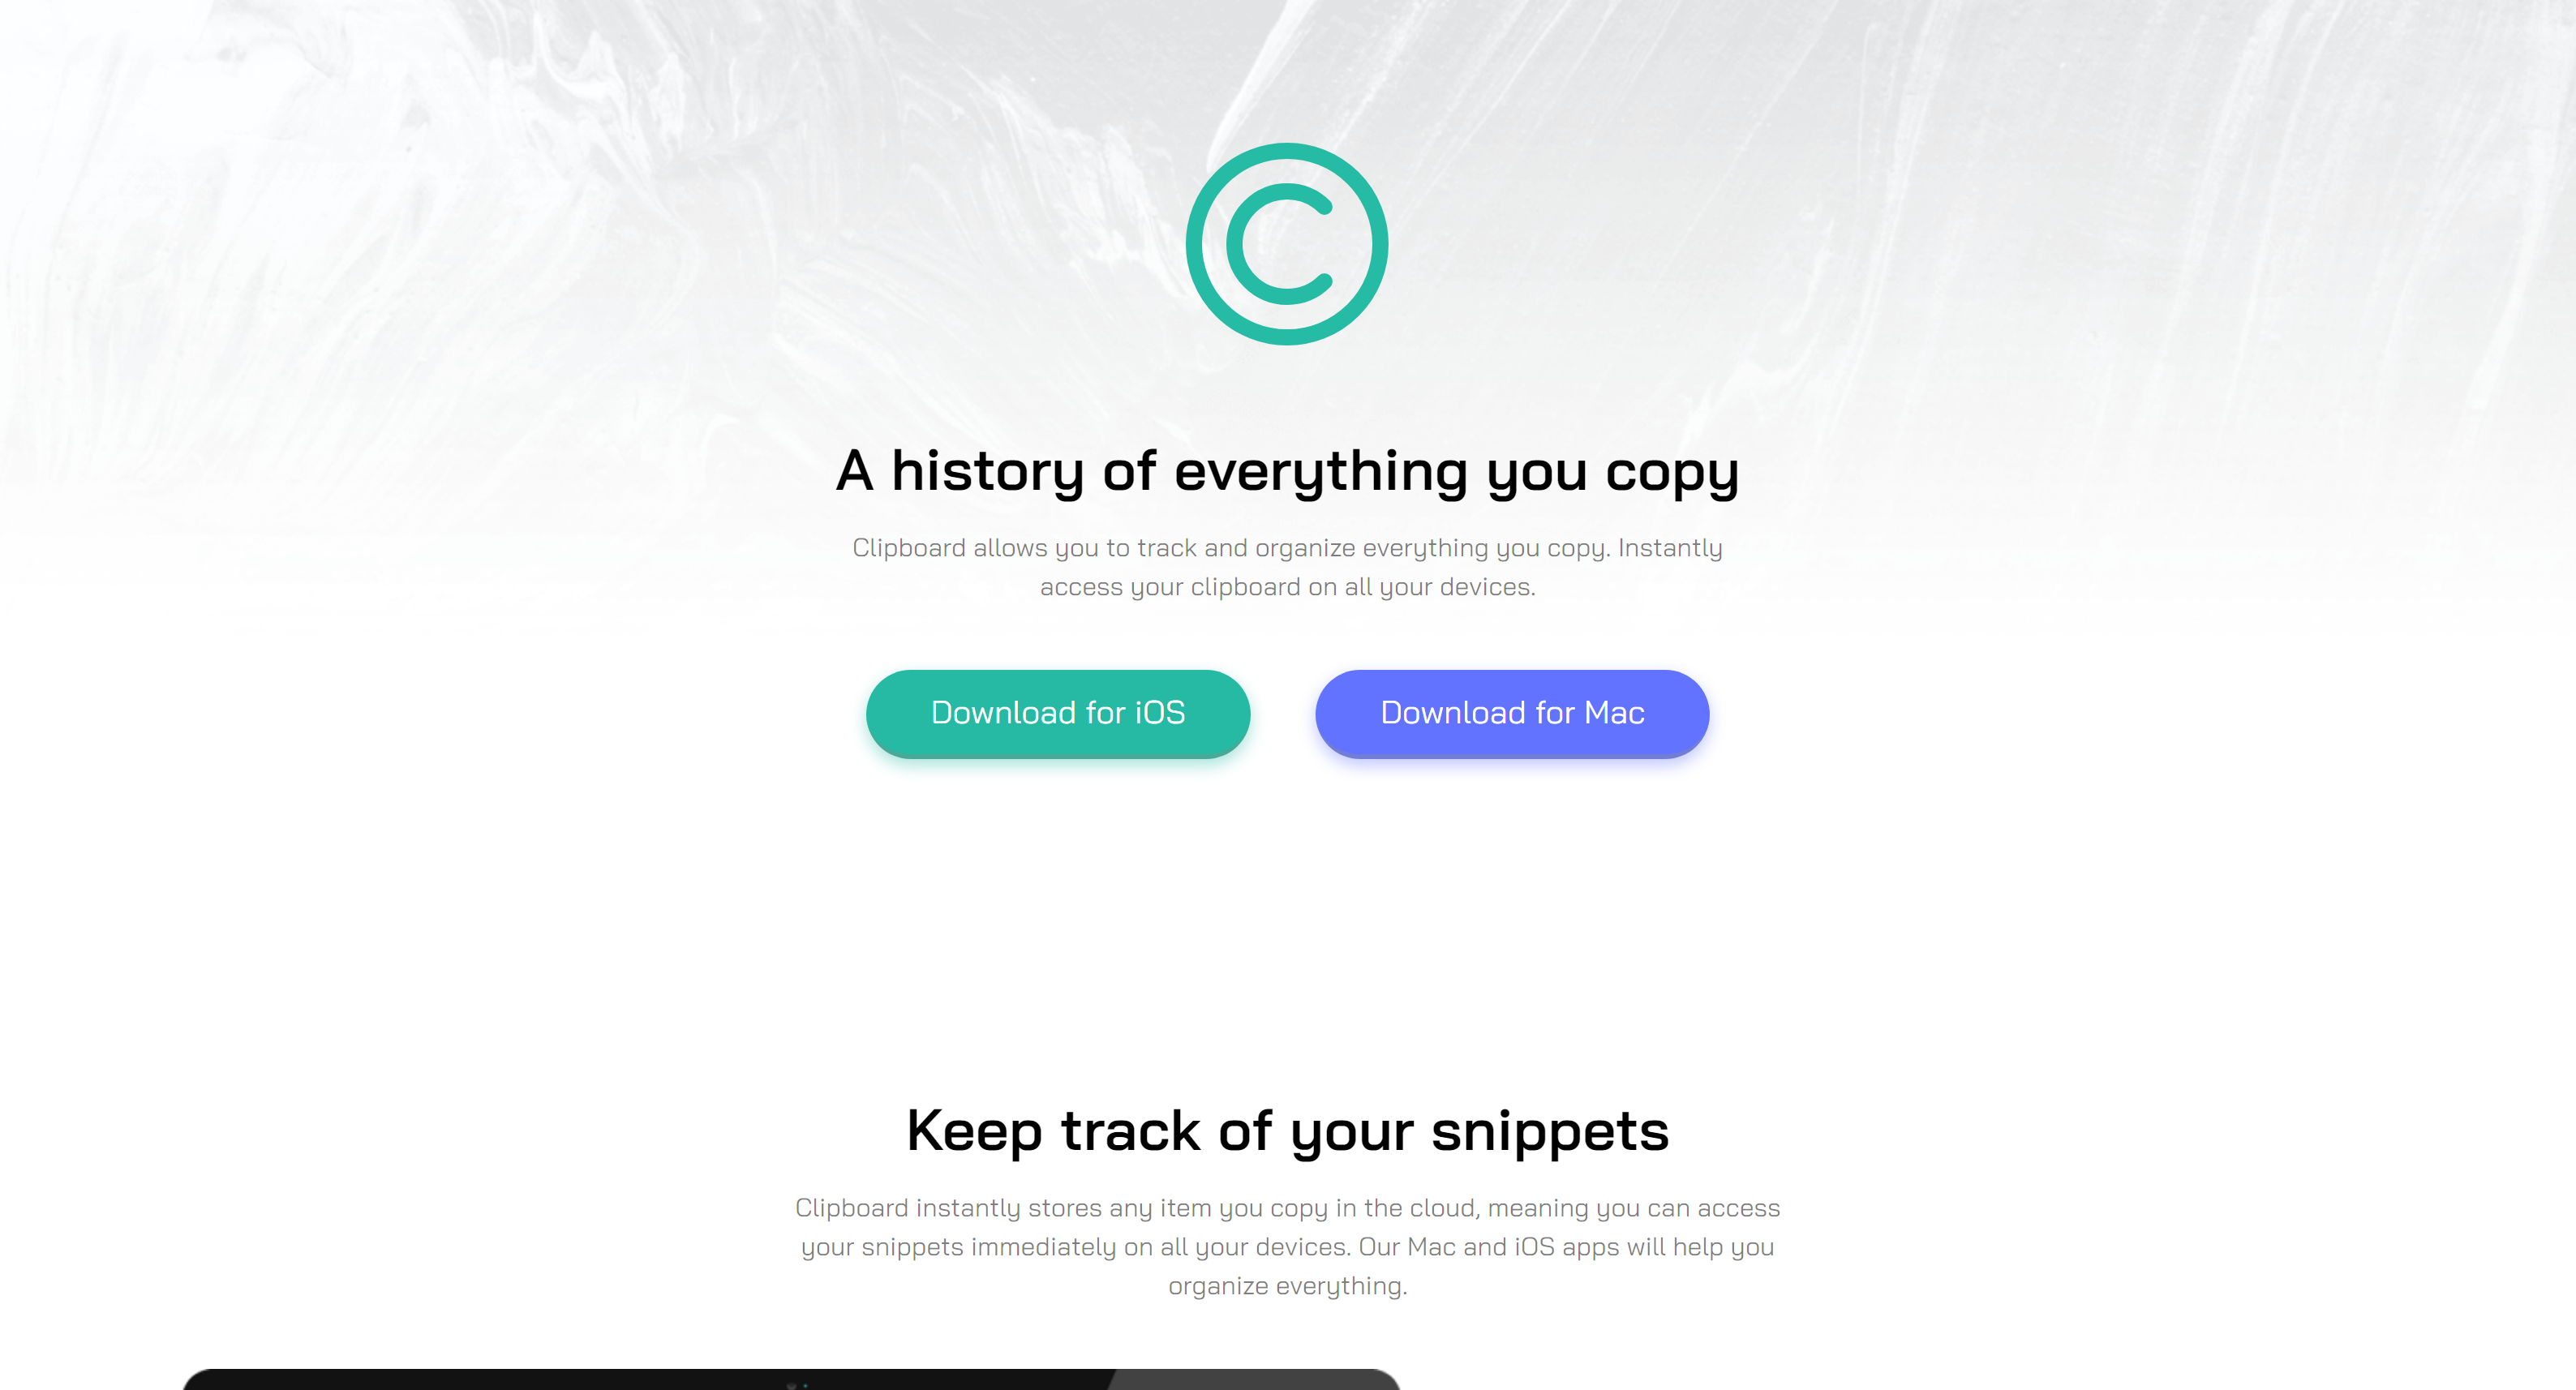 C
A history of everything you copy
Clipboard allows you to track and organize everything you copy. Instantly
access your clipboard on all your devices.
Download for iOS
Download for Mac
Keep track of your snippets
Clipboard instantly stores any item you copy in the cloud, meaning you can access
your snippets immediately on all your devices. Our Mac and iOS apps will help you
organize everything.